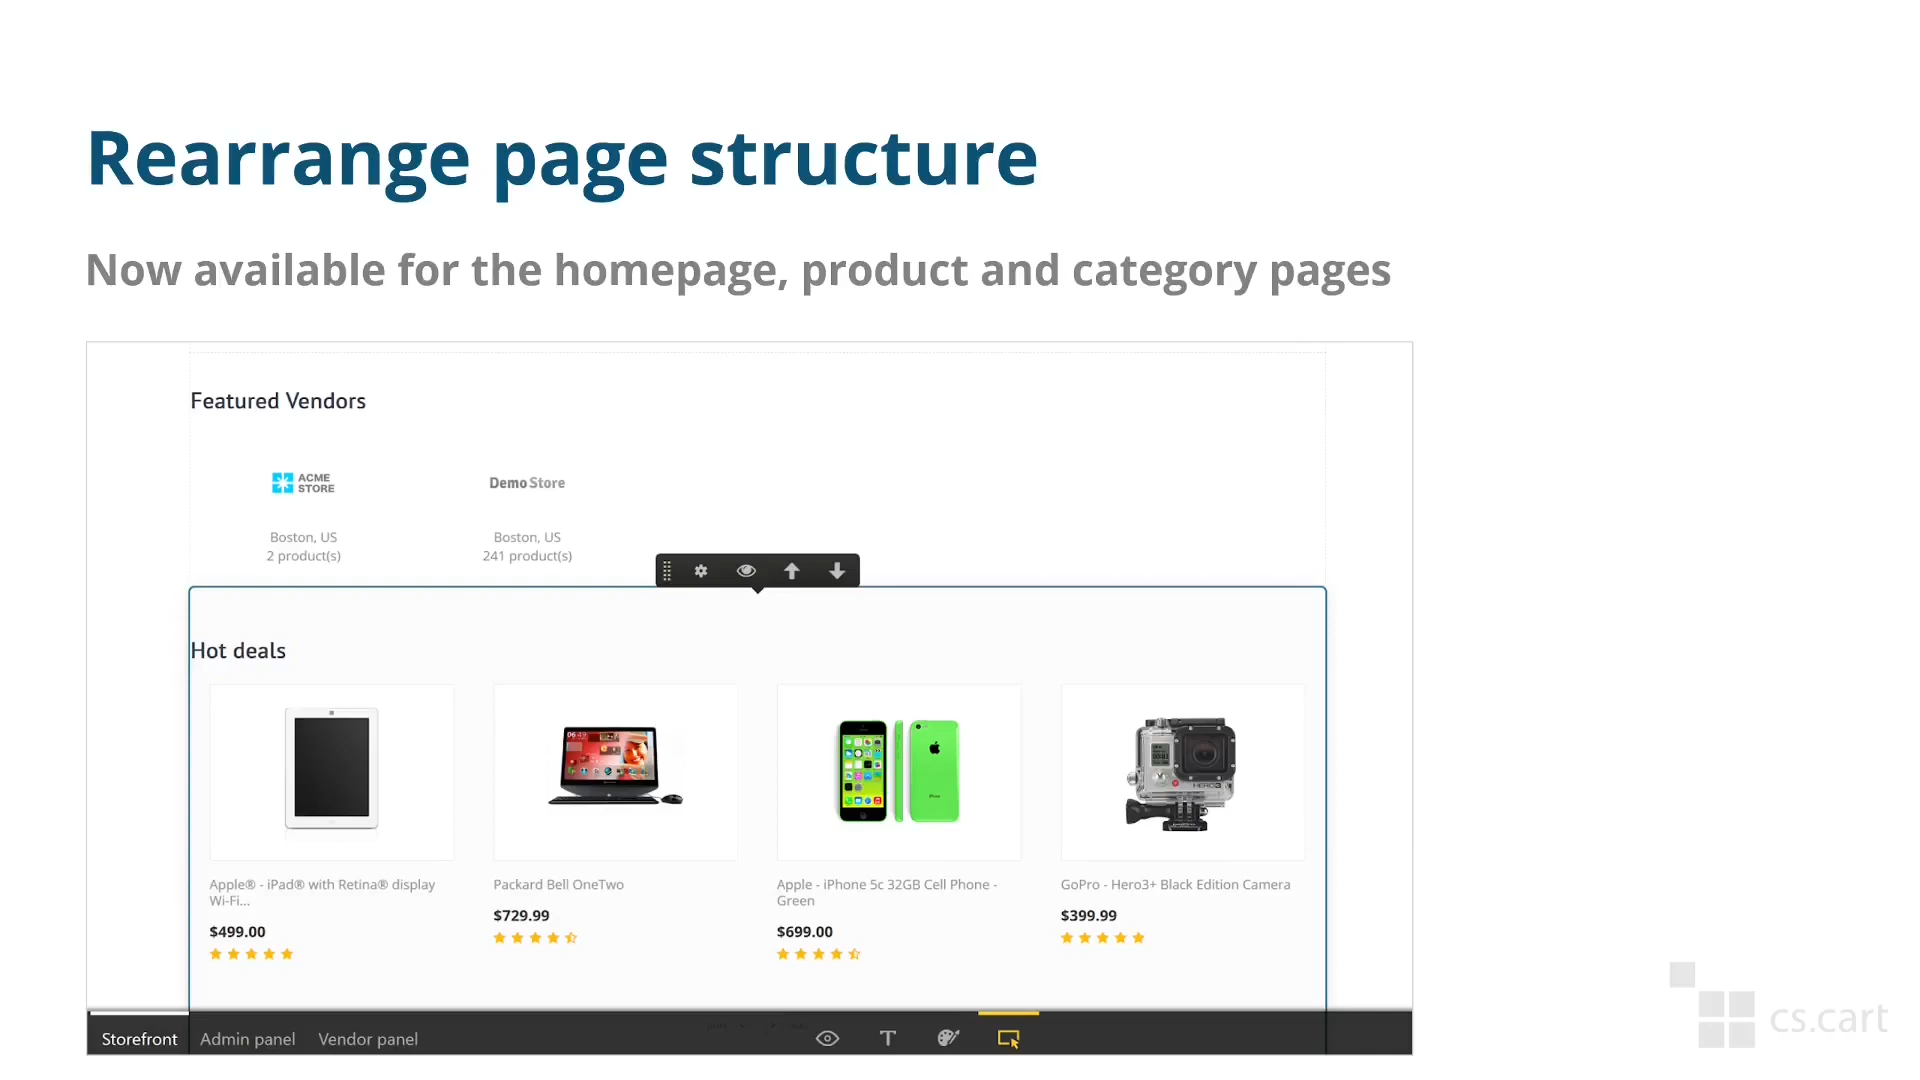 Rearrange page structure
Now available for the homepage, product and category pages
Featured Vendors
ACME
STORE
Demo Store
Boston, US
2 product(s)
Boston, US
241 product(s)
Hot deals
HERO3
Apple® - iPad® with Retina® display
Wi-Fi...
$499.00
Packard Bell OneTwo
$729.99
Apple - iPhone 5c 32GB Cell Phone -
Green
$699.00
GoPro - Hero3+ Black Edition Camera
$399.99
Storefront
Admin panel
Vendor panel
T
cs.cart